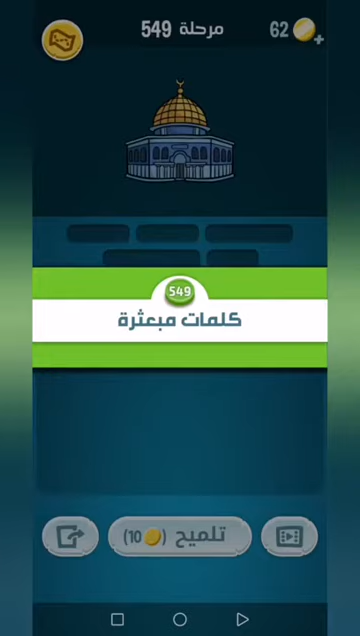 مرحلة 549
62
549
كلمات مبعثرة
تلميح (10)